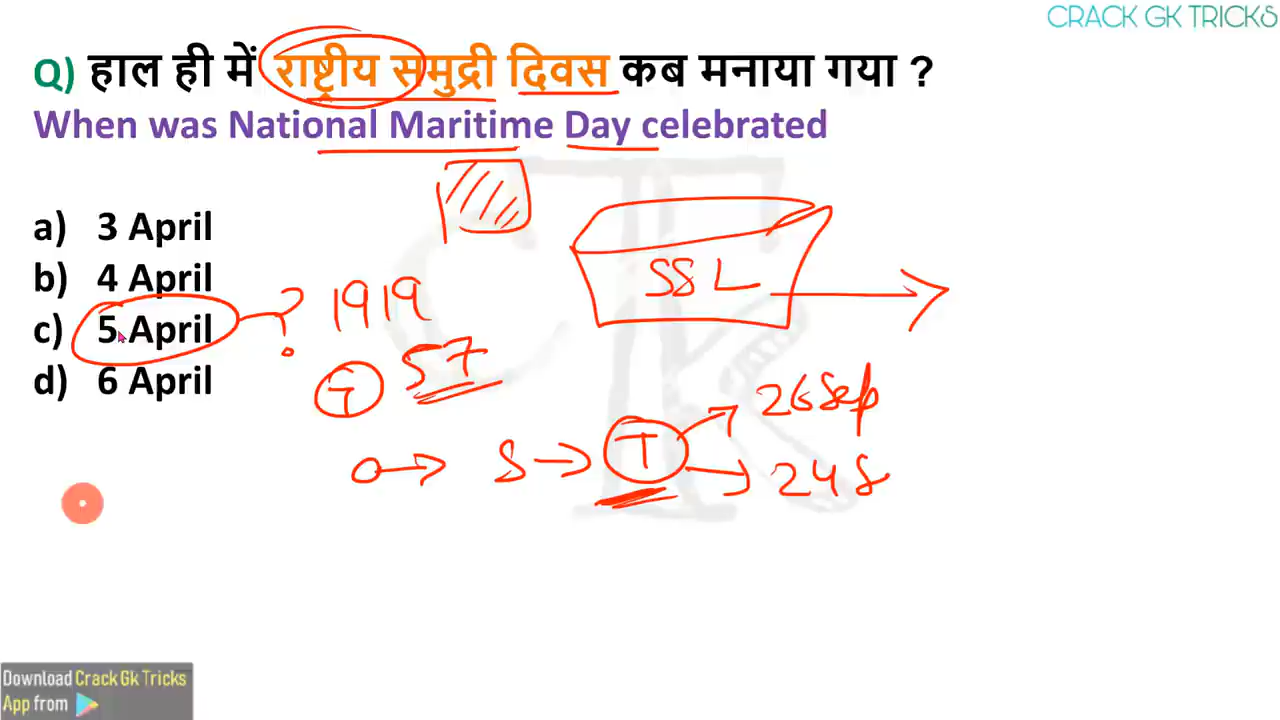 CRACK GK TRICKS
Q) हाल ही में राष्ट्रीय समुद्री दिवस कब मनाया गया ?
When was National Maritime Day celebrated
a) 3 April
b) 4 April
c) 5 April
d) 6 April
? 1919
T 57
SSL
S T
26 Sep
24 S
Download Crack Gk Tricks
App from